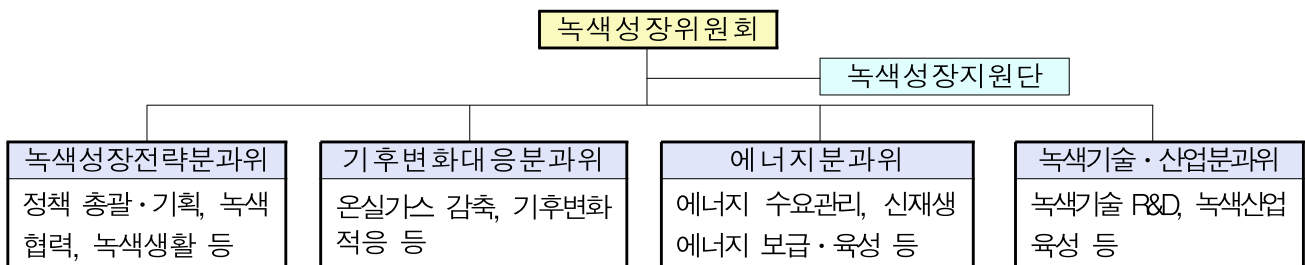 녹색성장위원회
녹색성장지원단
녹색성장전략분과위
정책 총괄·기획, 녹색
협력, 녹색생활 등
기후변화대응분과위
온실가스 감축, 기후변화
적응 등
에너지분과위
에너지 수요관리, 신재생
에너지 보급·육성 등
녹색기술·산업분과위
녹색기술 R&D, 녹색산업
육성 등